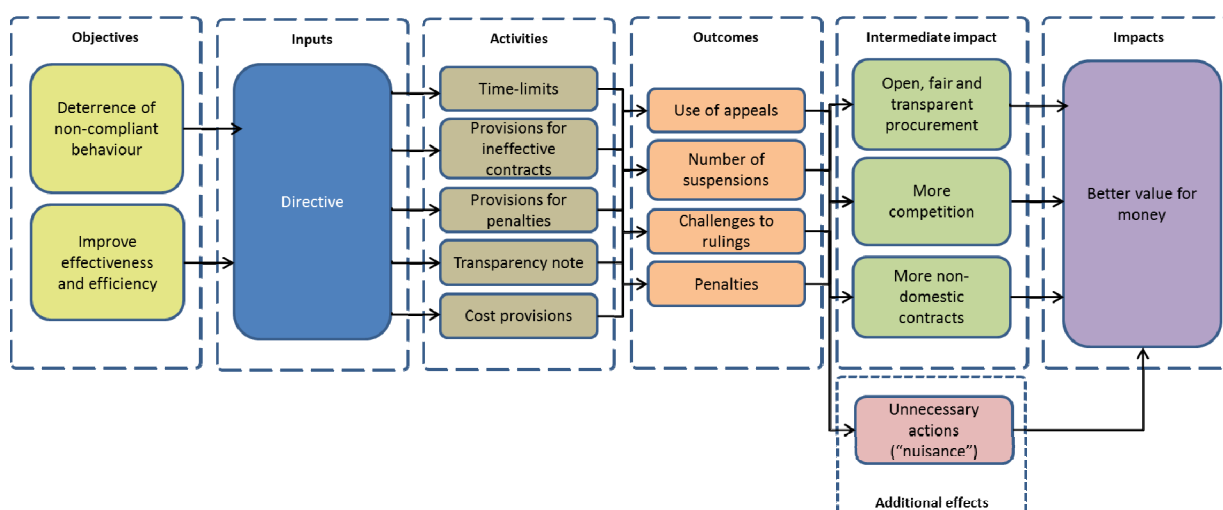 Objectives
Deterrence of
non-compliant
behaviour
Improve
effectiveness
and efficiency
Inputs
Directive
Activities
Time-limits
Provisions for
ineffective
contracts
Provisions for
penalties
Transparency note
Cost provisions
Outcomes
Use of appeals
Number of
suspensions
Challenges to
rulings
Penalties
Intermediate impact
Open, fair and
transparent
procurement
More
competition
More non-
domestic
contracts
Impacts
Better value for
money
Unnecessary
actions
(“nuisance”)
Additional effects